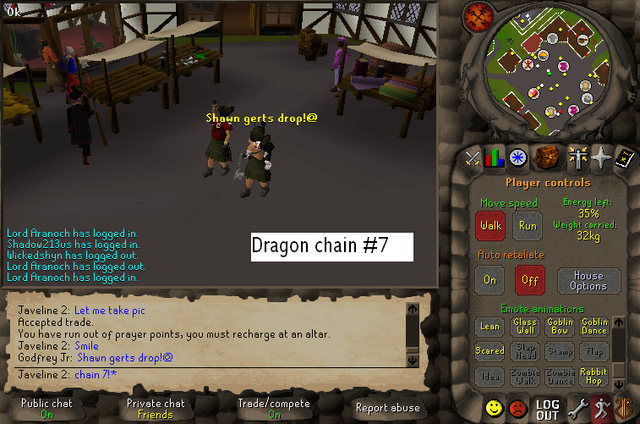 Ok
Shawn gerts drop!@
Lord Aranoch has logged in.
Shadow213us has logged in.
Wickedshyn has logged out.
Lord Aranoch has logged out.
Lord Aranoch has logged in.
Dragon chain #7
Javeline 2: Let me take pic
Accepted trade.
You have run out of prayer points, you must recharge at an altar.
Javeline 2: Smile
Godfrey Jr: Shawn gerts drop!@
Javeline 2: chain 7!*
Public chat
On
Private chat
Friends
Trade/compete
On
Report abuse
Player controls
Move speed
Energy left:
35%
Walk
Run
Weight carried:
32kg
Auto retaliate
On
Off
House
Options
Emote animations
Lean
Glass
Wall
Goblin
Bow
Goblin
Dance
Scared
Slap
Head
Stamp
Flap
Idea
Zombie
Walk
Zombie
Dance
Rabbit
Hop
LOG
OUT